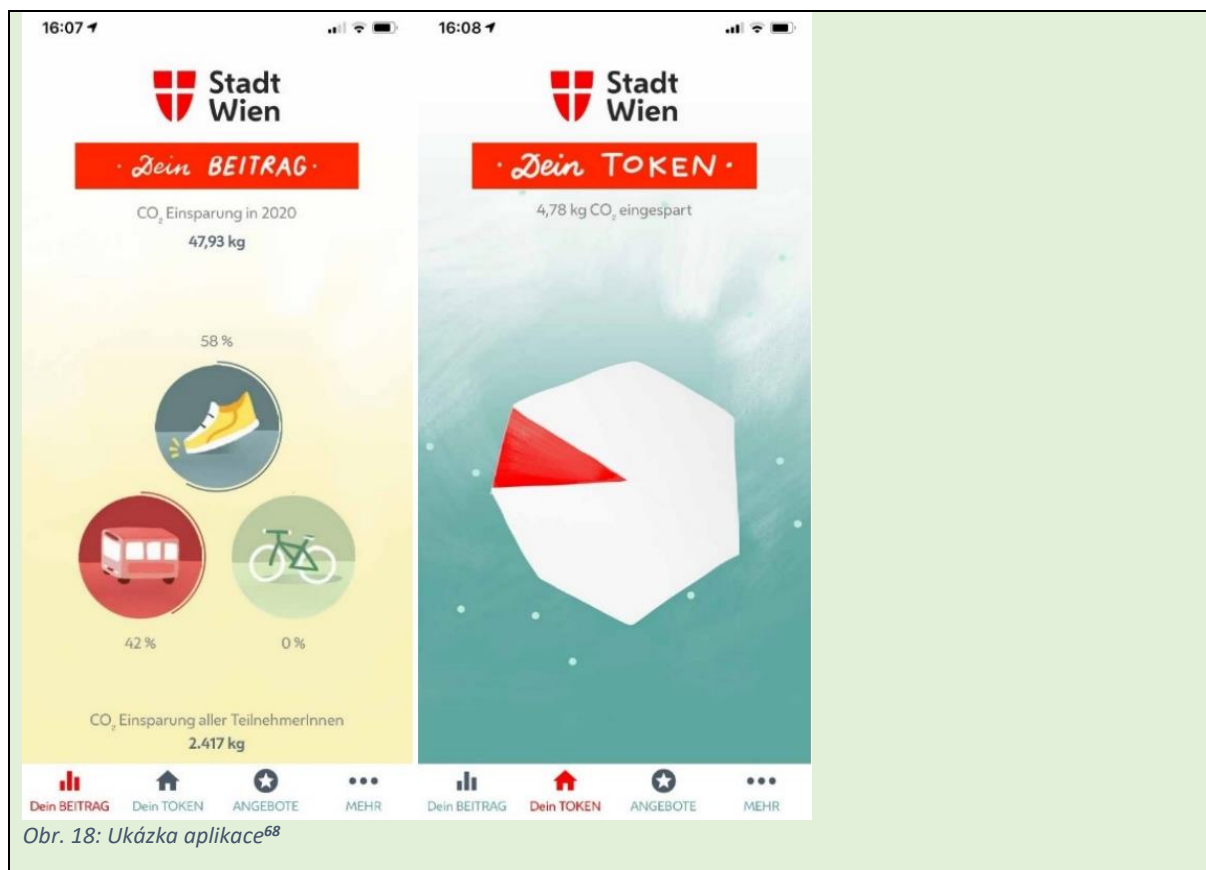 16:07
Stadt
Wien
· Dein BEITRAG ·
CO₂ Einsparung in 2020
47,93 kg
58 %
42 %
0 %
CO₂ Einsparung aller TeilnehmerInnen
2.417 kg
Dein BEITRAG Dein TOKEN ANGEBOTE MEHR
16:08
Stadt
Wien
· Dein TOKEN ·
4,78 kg CO₂ eingespart
Dein BEITRAG Dein TOKEN ANGEBOTE MEHR
Obr. 18: Ukázka aplikace⁶⁸